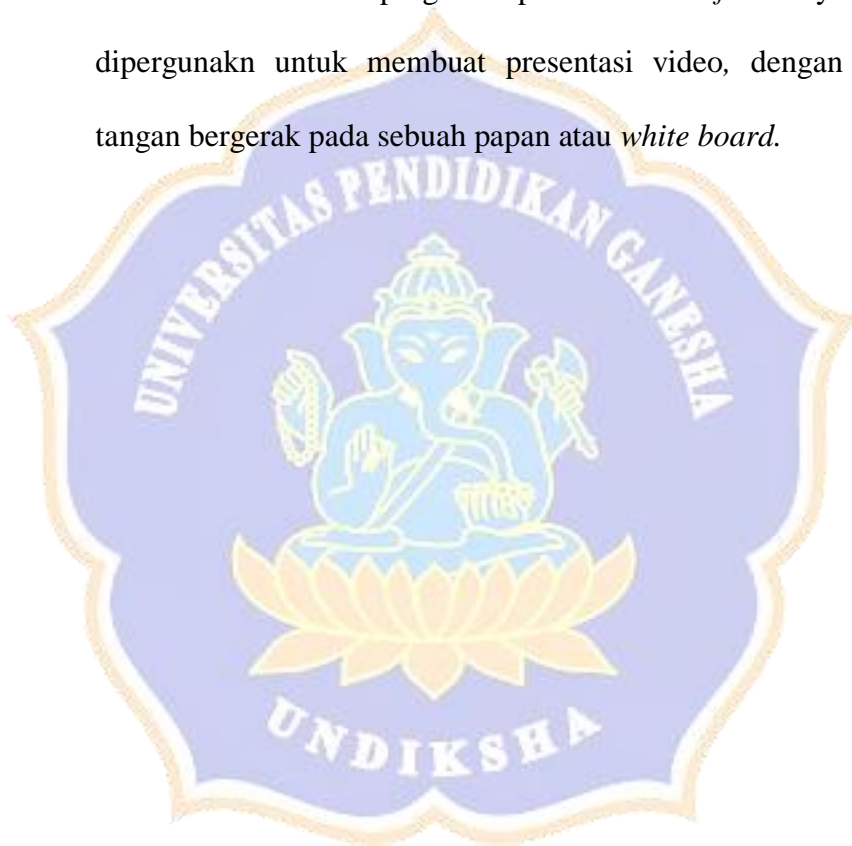 dipergunakn untuk membuat presentasi video, dengan
tangan bergerak pada sebuah papan atau white board.
UNIVERSITAS PENDIDIKAN GANESHA
UNDIKSHA